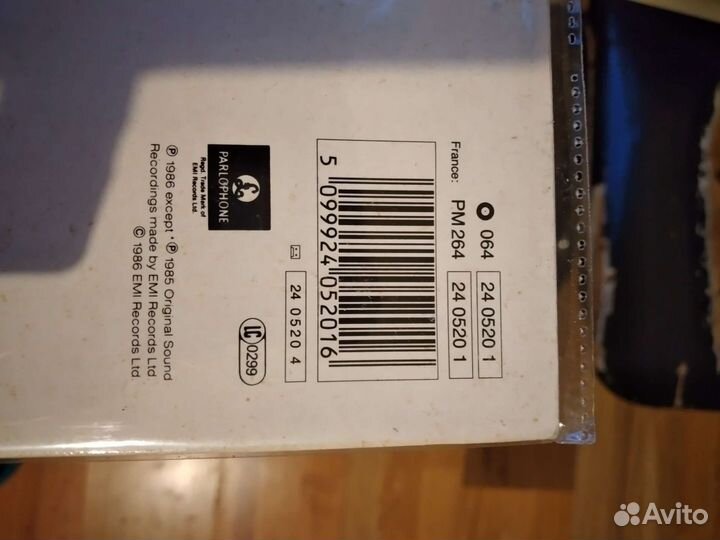 064 24 0520 1
France: PM 264 24 0520 1
5 099924 052016
24 0520 4
PARLOPHONE
Regd. Trade Mark of
EMI Records Ltd.
LC 0299
℗ 1986 except * ℗ 1985 Original Sound
Recordings made by EMI Records Ltd
© 1986 EMI Records Ltd.
Avito